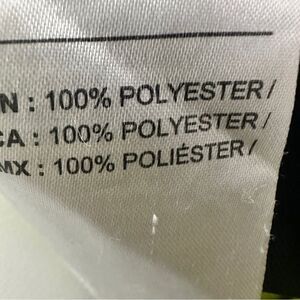 N : 100% POLYESTER /
CA : 100% POLYESTER /
MX : 100% POLIÉSTER /